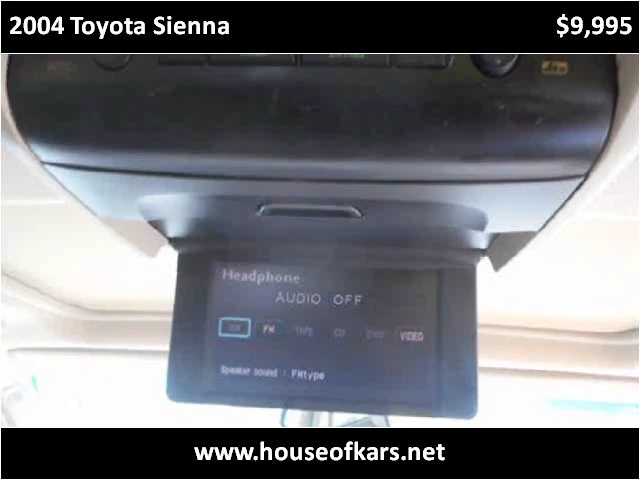 2004 Toyota Sienna $9,995
dts
Headphone
AUDIO OFF
FM TAPE CD DVD VIDEO
Speaker sound : FMtype
www.houseofkars.net